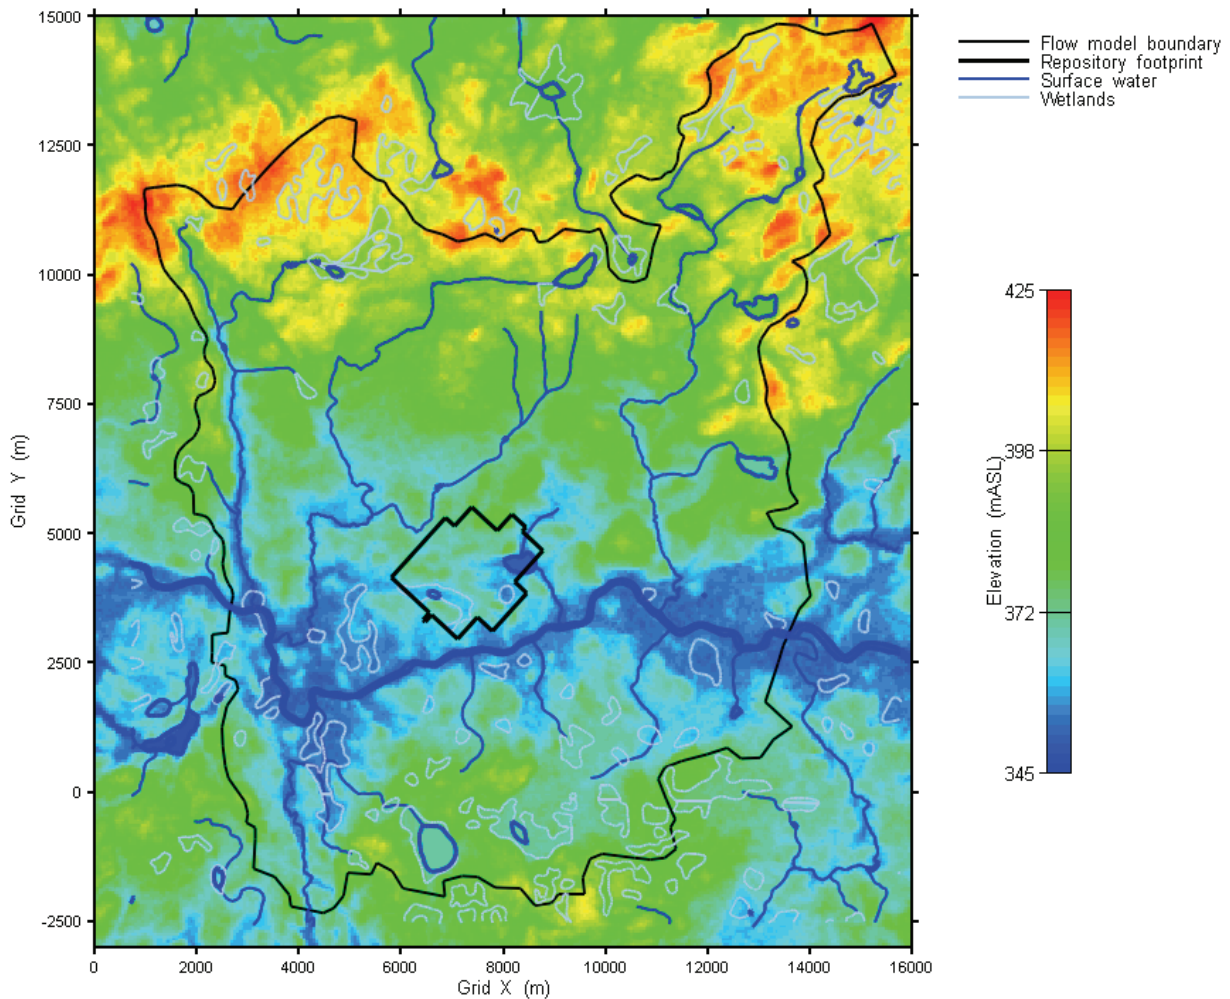 15000
12500
10000
7500
5000
2500
0
-2500
Grid Y (m)
0 2000 4000 6000 8000 10000 12000 14000 16000
Grid X (m)
Flow model boundary
Repository footprint
Surface water
Wetlands
425
398
372
345
Elevation (mASL)